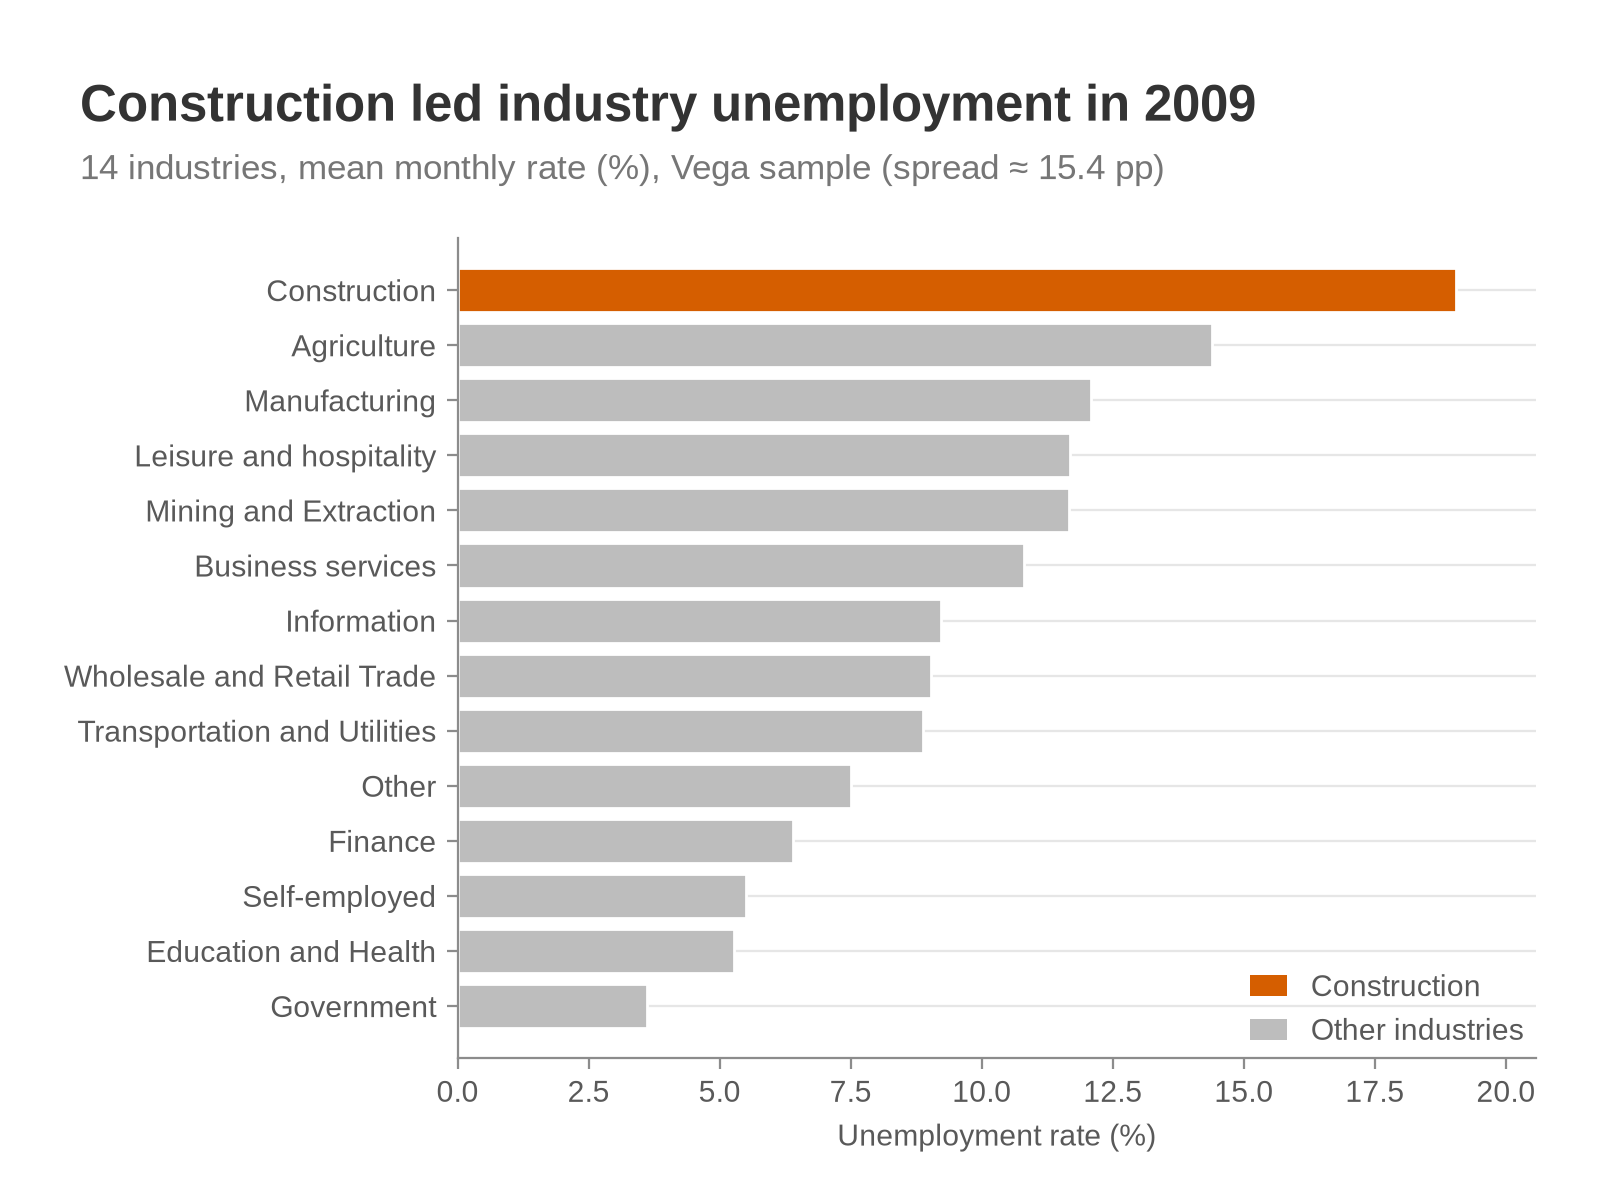 Construction led industry unemployment in 2009
14 industries, mean monthly rate (%), Vega sample (spread ≈ 15.4 pp)
Construction
Agriculture
Manufacturing
Leisure and hospitality
Mining and Extraction
Business services
Information
Wholesale and Retail Trade
Transportation and Utilities
Other
Finance
Self-employed
Education and Health
Government
Construction
Other industries
0.0 2.5 5.0 7.5 10.0 12.5 15.0 17.5 20.0
Unemployment rate (%)